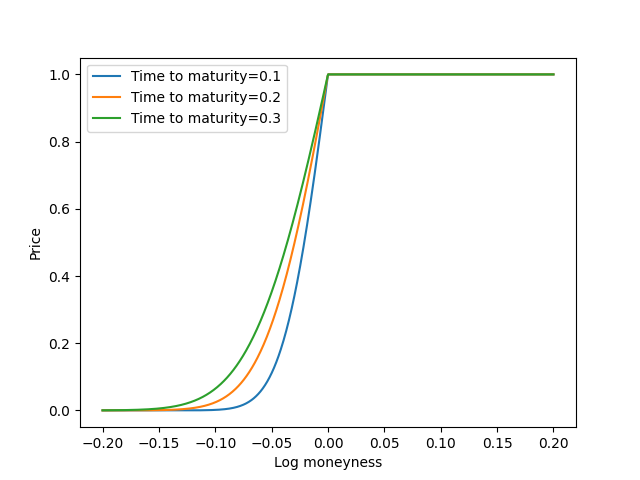 Time to maturity=0.1
Time to maturity=0.2
Time to maturity=0.3
Price
1.0
0.8
0.6
0.4
0.2
0.0
−0.20 −0.15 −0.10 −0.05 0.00 0.05 0.10 0.15 0.20
Log moneyness